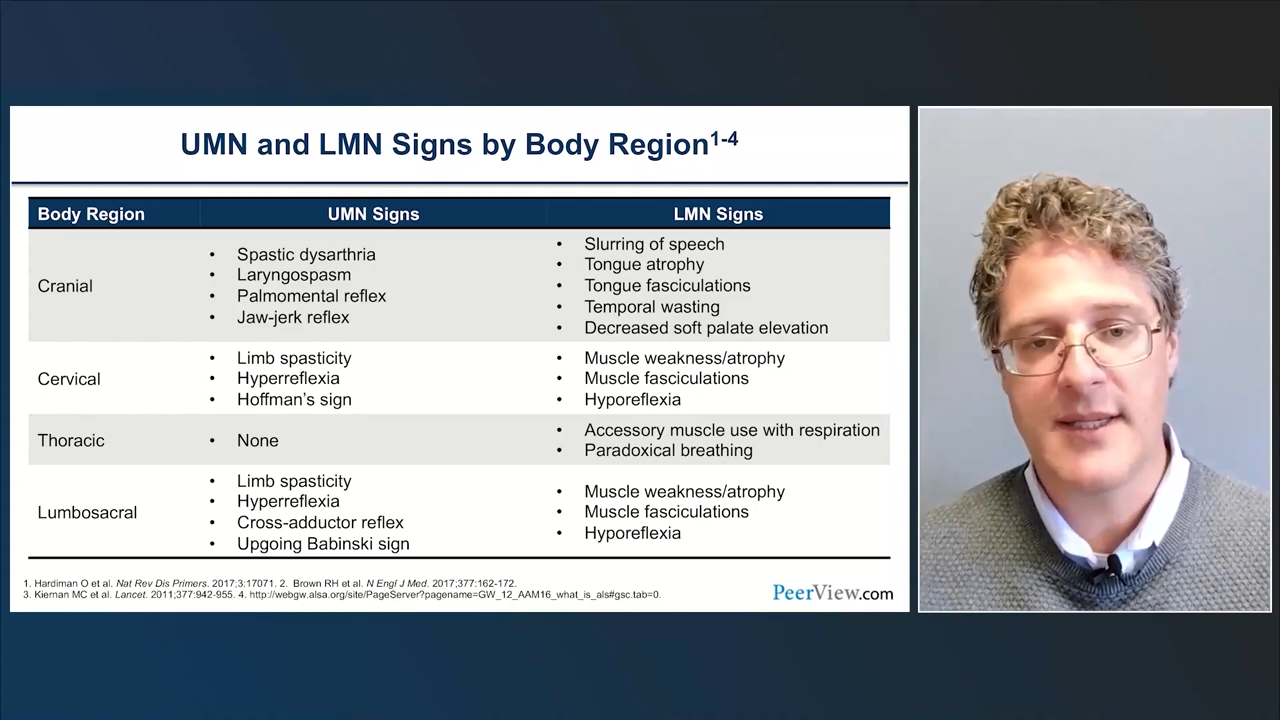 UMN and LMN Signs by Body Region1-4
Body Region UMN Signs LMN Signs
Cranial
• Spastic dysarthria
• Laryngospasm
• Palmomental reflex
• Jaw-jerk reflex
• Slurring of speech
• Tongue atrophy
• Tongue fasciculations
• Temporal wasting
• Decreased soft palate elevation
Cervical
• Limb spasticity
• Hyperreflexia
• Hoffman’s sign
• Muscle weakness/atrophy
• Muscle fasciculations
• Hyporeflexia
Thoracic
• None
• Accessory muscle use with respiration
• Paradoxical breathing
Lumbosacral
• Limb spasticity
• Hyperreflexia
• Cross-adductor reflex
• Upgoing Babinski sign
• Muscle weakness/atrophy
• Muscle fasciculations
• Hyporeflexia
1. Hardiman O et al. Nat Rev Dis Primers. 2017;3:17071. 2. Brown RH et al. N Engl J Med. 2017;377:162-172.
3. Kiernan MC et al. Lancet. 2011;377:942-955. 4. http://webgw.alsa.org/site/PageServer?pagename=GW_12_AAM16_what_is_als#gsc.tab=0.
PeerView.com